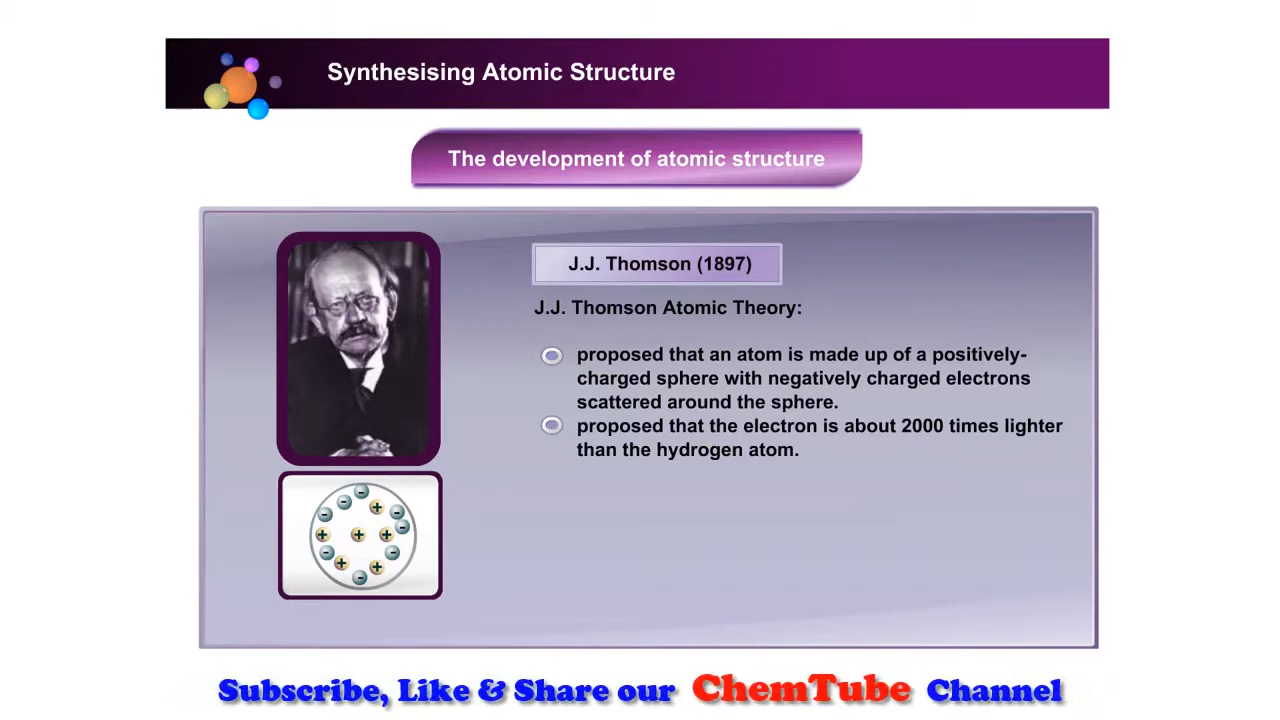 Synthesising Atomic Structure
The development of atomic structure
J.J. Thomson (1897)
J.J. Thomson Atomic Theory:
proposed that an atom is made up of a positively-
charged sphere with negatively charged electrons
scattered around the sphere.
proposed that the electron is about 2000 times lighter
than the hydrogen atom.
Subscribe, Like & Share our ChemTube Channel